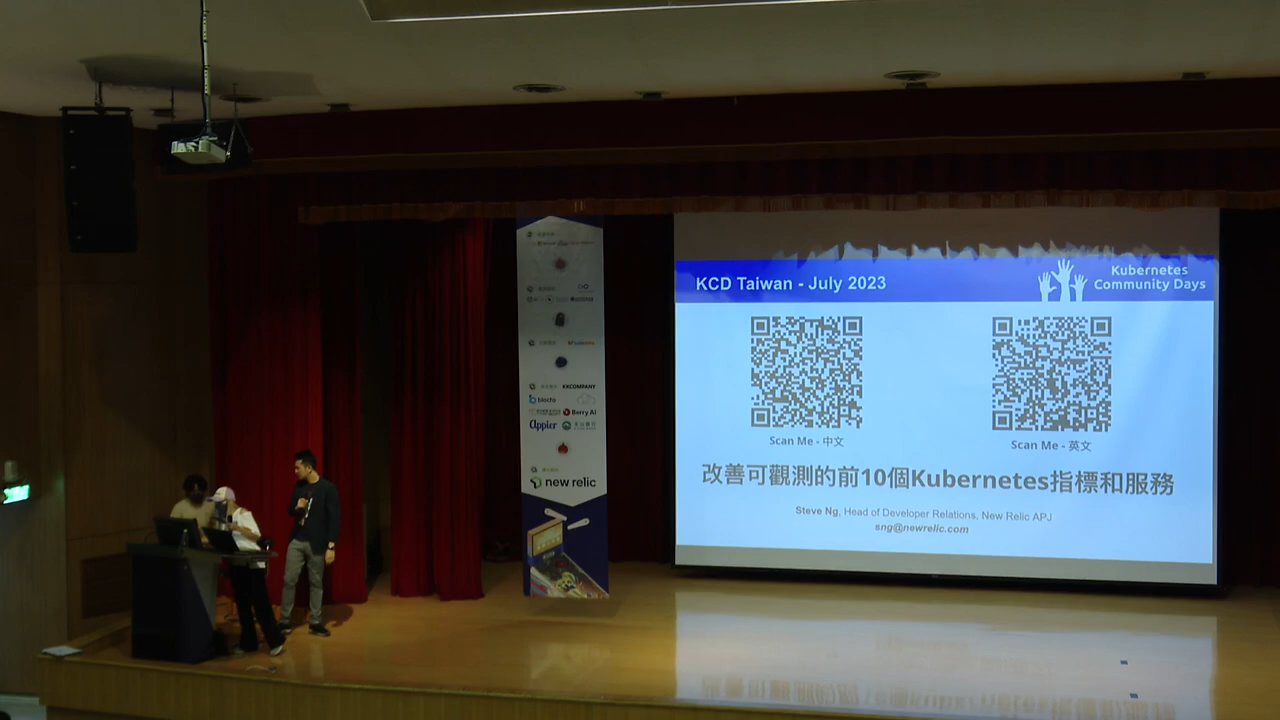 KCD Taiwan - July 2023
Kubernetes
Community Days
Scan Me - 中文
Scan Me - 英文
改善可觀測的前10個Kubernetes指標和服務
Steve Ng, Head of Developer Relations, New Relic APJ
sng@newrelic.com
KKCOMPANY
blocto
Berry AI
Appier
new relic